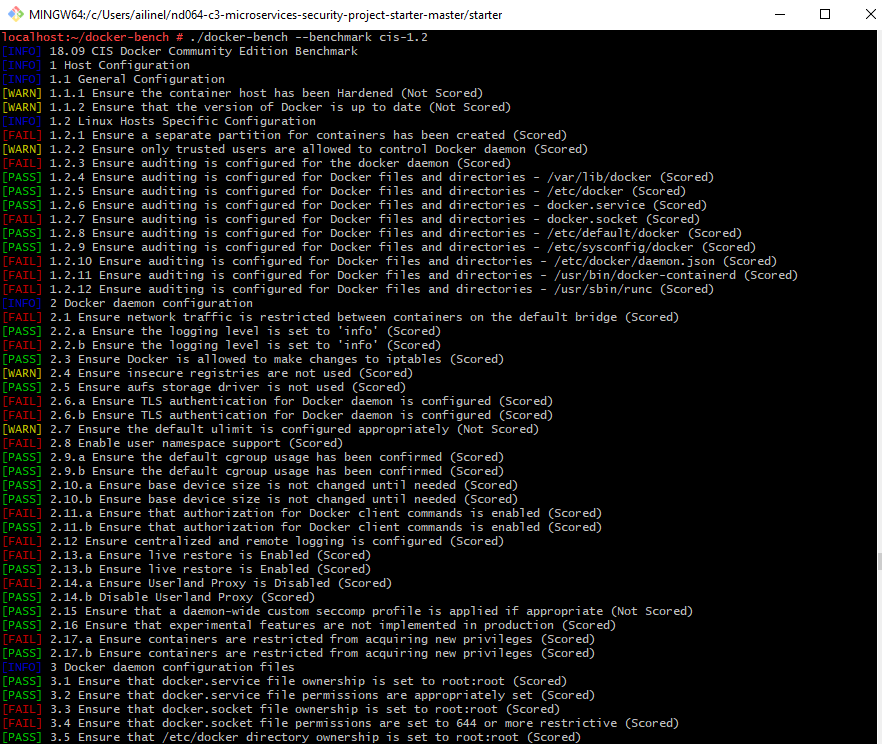 MINGW64:/c/Users/ailinel/nd064-c3-microservices-security-project-starter-master/starter
localhost:~/docker-bench # ./docker-bench --benchmark cis-1.2
[INFO] 18.09 CIS Docker Community Edition Benchmark
[INFO] 1 Host Configuration
[INFO] 1.1 General Configuration
[WARN] 1.1.1 Ensure the container host has been Hardened (Not Scored)
[WARN] 1.1.2 Ensure that the version of Docker is up to date (Not Scored)
[INFO] 1.2 Linux Hosts Specific Configuration
[FAIL] 1.2.1 Ensure a separate partition for containers has been created (Scored)
[WARN] 1.2.2 Ensure only trusted users are allowed to control Docker daemon (Scored)
[FAIL] 1.2.3 Ensure auditing is configured for the docker daemon (Scored)
[PASS] 1.2.4 Ensure auditing is configured for Docker files and directories - /var/lib/docker (Scored)
[PASS] 1.2.5 Ensure auditing is configured for Docker files and directories - /etc/docker (Scored)
[PASS] 1.2.6 Ensure auditing is configured for Docker files and directories - docker.service (Scored)
[FAIL] 1.2.7 Ensure auditing is configured for Docker files and directories - docker.socket (Scored)
[PASS] 1.2.8 Ensure auditing is configured for Docker files and directories - /etc/default/docker (Scored)
[PASS] 1.2.9 Ensure auditing is configured for Docker files and directories - /etc/sysconfig/docker (Scored)
[FAIL] 1.2.10 Ensure auditing is configured for Docker files and directories - /etc/docker/daemon.json (Scored)
[FAIL] 1.2.11 Ensure auditing is configured for Docker files and directories - /usr/bin/docker-containerd (Scored)
[FAIL] 1.2.12 Ensure auditing is configured for Docker files and directories - /usr/sbin/runc (Scored)
[INFO] 2 Docker daemon configuration
[FAIL] 2.1 Ensure network traffic is restricted between containers on the default bridge (Scored)
[PASS] 2.2.a Ensure the logging level is set to 'info' (Scored)
[FAIL] 2.2.b Ensure the logging level is set to 'info' (Scored)
[PASS] 2.3 Ensure Docker is allowed to make changes to iptables (Scored)
[WARN] 2.4 Ensure insecure registries are not used (Scored)
[PASS] 2.5 Ensure aufs storage driver is not used (Scored)
[FAIL] 2.6.a Ensure TLS authentication for Docker daemon is configured (Scored)
[FAIL] 2.6.b Ensure TLS authentication for Docker daemon is configured (Scored)
[WARN] 2.7 Ensure the default ulimit is configured appropriately (Not Scored)
[FAIL] 2.8 Enable user namespace support (Scored)
[PASS] 2.9.a Ensure the default cgroup usage has been confirmed (Scored)
[PASS] 2.9.b Ensure the default cgroup usage has been confirmed (Scored)
[PASS] 2.10.a Ensure base device size is not changed until needed (Scored)
[PASS] 2.10.b Ensure base device size is not changed until needed (Scored)
[FAIL] 2.11.a Ensure that authorization for Docker client commands is enabled (Scored)
[PASS] 2.11.b Ensure that authorization for Docker client commands is enabled (Scored)
[FAIL] 2.12 Ensure centralized and remote logging is configured (Scored)
[FAIL] 2.13.a Ensure live restore is Enabled (Scored)
[PASS] 2.13.b Ensure live restore is Enabled (Scored)
[FAIL] 2.14.a Ensure Userland Proxy is Disabled (Scored)
[PASS] 2.14.b Disable Userland Proxy (Scored)
[PASS] 2.15 Ensure that a daemon-wide custom seccomp profile is applied if appropriate (Not Scored)
[PASS] 2.16 Ensure that experimental features are not implemented in production (Scored)
[FAIL] 2.17.a Ensure containers are restricted from acquiring new privileges (Scored)
[PASS] 2.17.b Ensure containers are restricted from acquiring new privileges (Scored)
[INFO] 3 Docker daemon configuration files
[PASS] 3.1 Ensure that docker.service file ownership is set to root:root (Scored)
[PASS] 3.2 Ensure that docker.service file permissions are appropriately set (Scored)
[FAIL] 3.3 Ensure that docker.socket file ownership is set to root:root (Scored)
[FAIL] 3.4 Ensure that docker.socket file permissions are set to 644 or more restrictive (Scored)
[PASS] 3.5 Ensure that /etc/docker directory ownership is set to root:root (Scored)